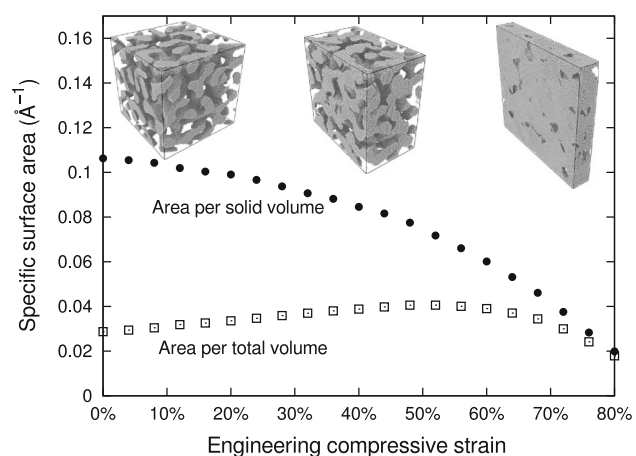 0.16
0.14
0.12
0.1
0.08
0.06
0.04
0.02
0
Specific surface area (Å⁻¹)
Area per solid volume
Area per total volume
0% 10% 20% 30% 40% 50% 60% 70% 80%
Engineering compressive strain